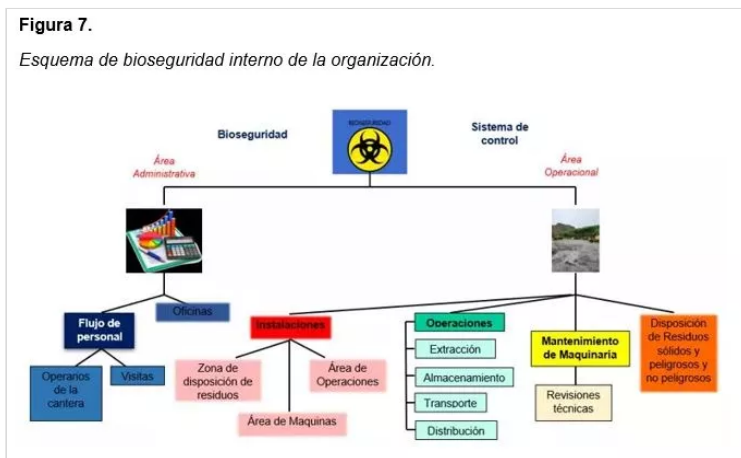 Figura 7.
Esquema de bioseguridad interno de la organización.
BIOSEGURIDAD
Bioseguridad
Sistema de
control
Área
Administrativa
Área
Operacional
Flujo de
personal
Oficinas
Operarios
de la
cantera
Visitas
Instalaciones
Zona de
disposición de
residuos
Área de
Operaciones
Área de Maquinas
Operaciones
Extracción
Almacenamiento
Transporte
Distribución
Mantenimiento
de Maquinaria
Revisiones
técnicas
Disposición
de Residuos
sólidos y
peligrosos y
no peligrosos